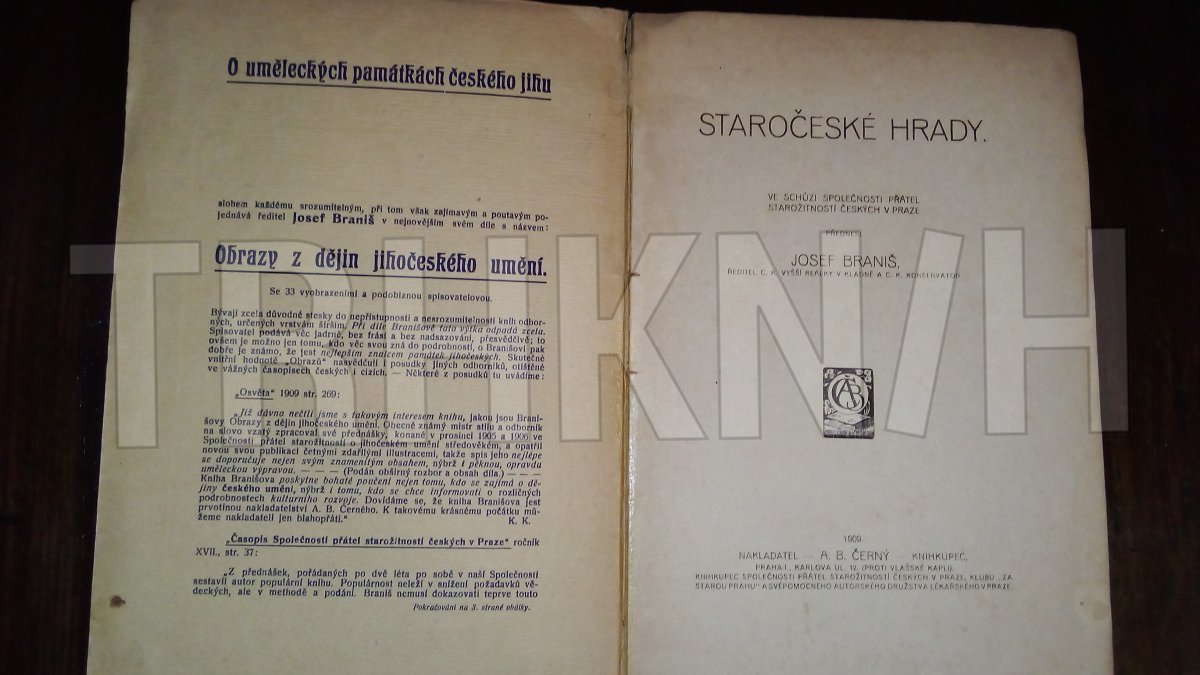 O uměleckých památkách českého jihu
slohem každému srozumitelným, při tom však zajímavým a poutavým po-
jednává ředitel Josef Braniš v nejnovějším svém díle a názvem:
Obrazy z dějin jihočeského umění.
Se 33 vyobrazeními a podobiznou spisovatelovou.
Bývají zcela důvodné stesky do nepřístupnosti a nesrozumitelnosti knih odbor-
ných, určených vrstvám širším. Při díle Branišově tato výtka odpadá zcela.
Spisovatel podává věc jadrně, bez frásí a bez nadsazování, přesvědčivě; to
ovšem je možno jen tomu, kdo věc svou zná do podrobností, o Branišovi pak
dobře je známo, že jest nejlepším znalcem památek jihočeských. Skutečné
vnitřní hodnotě „Obrazů“ nasvědčují i posudky jiných odborníků, otištěné
ve vážných časopisech českých i cizích. — Některé z posudků tu uvádíme:
„Osvěta“ 1909 str. 269:
„Již dávno nečtli jsme s takovým interesem knihu, jakou jsou Brani-
šovy Obrazy z dějin jihočeského umění. Obecně známý mistr stilu a odborník
na slovo vzatý zpracoval své přednášky, konané v prosinci 1905 a 1906 ve
Společnosti přátel starožitností o jihočeském umění středověkém, a opatřil
novou svou publikaci četnými zdařilými illustracemi, takže spis jeho nejlépe
se doporučuje nejen svým znamenitým obsahem, nýbrž i pěknou, opravdu
uměleckou výpravou. — — — (Podán obšírný rozbor a obsah díla.) — — —
Kniha Branišova poskytne bohaté poučení nejen tomu, kdo se zajímá o dě-
jiny českého umění, nýbrž i tomu, kdo se chce informovati o rozličných
podrobnostech kulturního rozvoje. Dovídáme se, že kniha Branišova jest
prvotinou nakladatelství A. B. Černého. K takovému krásnému počátku mů-
žeme nakladateli jen blahopřáti.“ K. K.
„Časopis Společnosti přátel starožitností českých v Praze“ ročník
XVII., str. 37:
„Z přednášek, pořádaných po dvě léta po sobě v naší Společnosti
sestavil autor populární knihu. Populárnost neleží v snížení požadavků vě-
deckých, ale v methodě a podání. Braniš nemusí dokazovati teprve touto
Pokračování na 3. straně obálky.
STAROČESKÉ HRADY.
VE SCHŮZI SPOLEČNOSTI PŘÁTEL
STAROŽITNOSTÍ ČESKÝCH V PRAZE
PŘEDNESL
JOSEF BRANIŠ,
ŘEDITEL C. K. VYŠŠÍ REÁLKY V KLADNĚ A C. K. KONSERVATOR.
AČB
1909.
NAKLADATEL — A. B. ČERNÝ — KNIHKUPEC,
PRAHA I., KARLOVA UL. 12. (PROTI VLAŠSKÉ KAPLI).
KNIHKUPEC SPOLEČNOSTI PŘÁTEL STAROŽITNOSTÍ ČESKÝCH V PRAZE, KLUBU „ZA
STAROU PRAHU“ A SVÉPOMOCNÉHO AUTORSKÉHO DRUŽSTVA LÉKAŘSKÉHO V PRAZE.
TRHKNIH